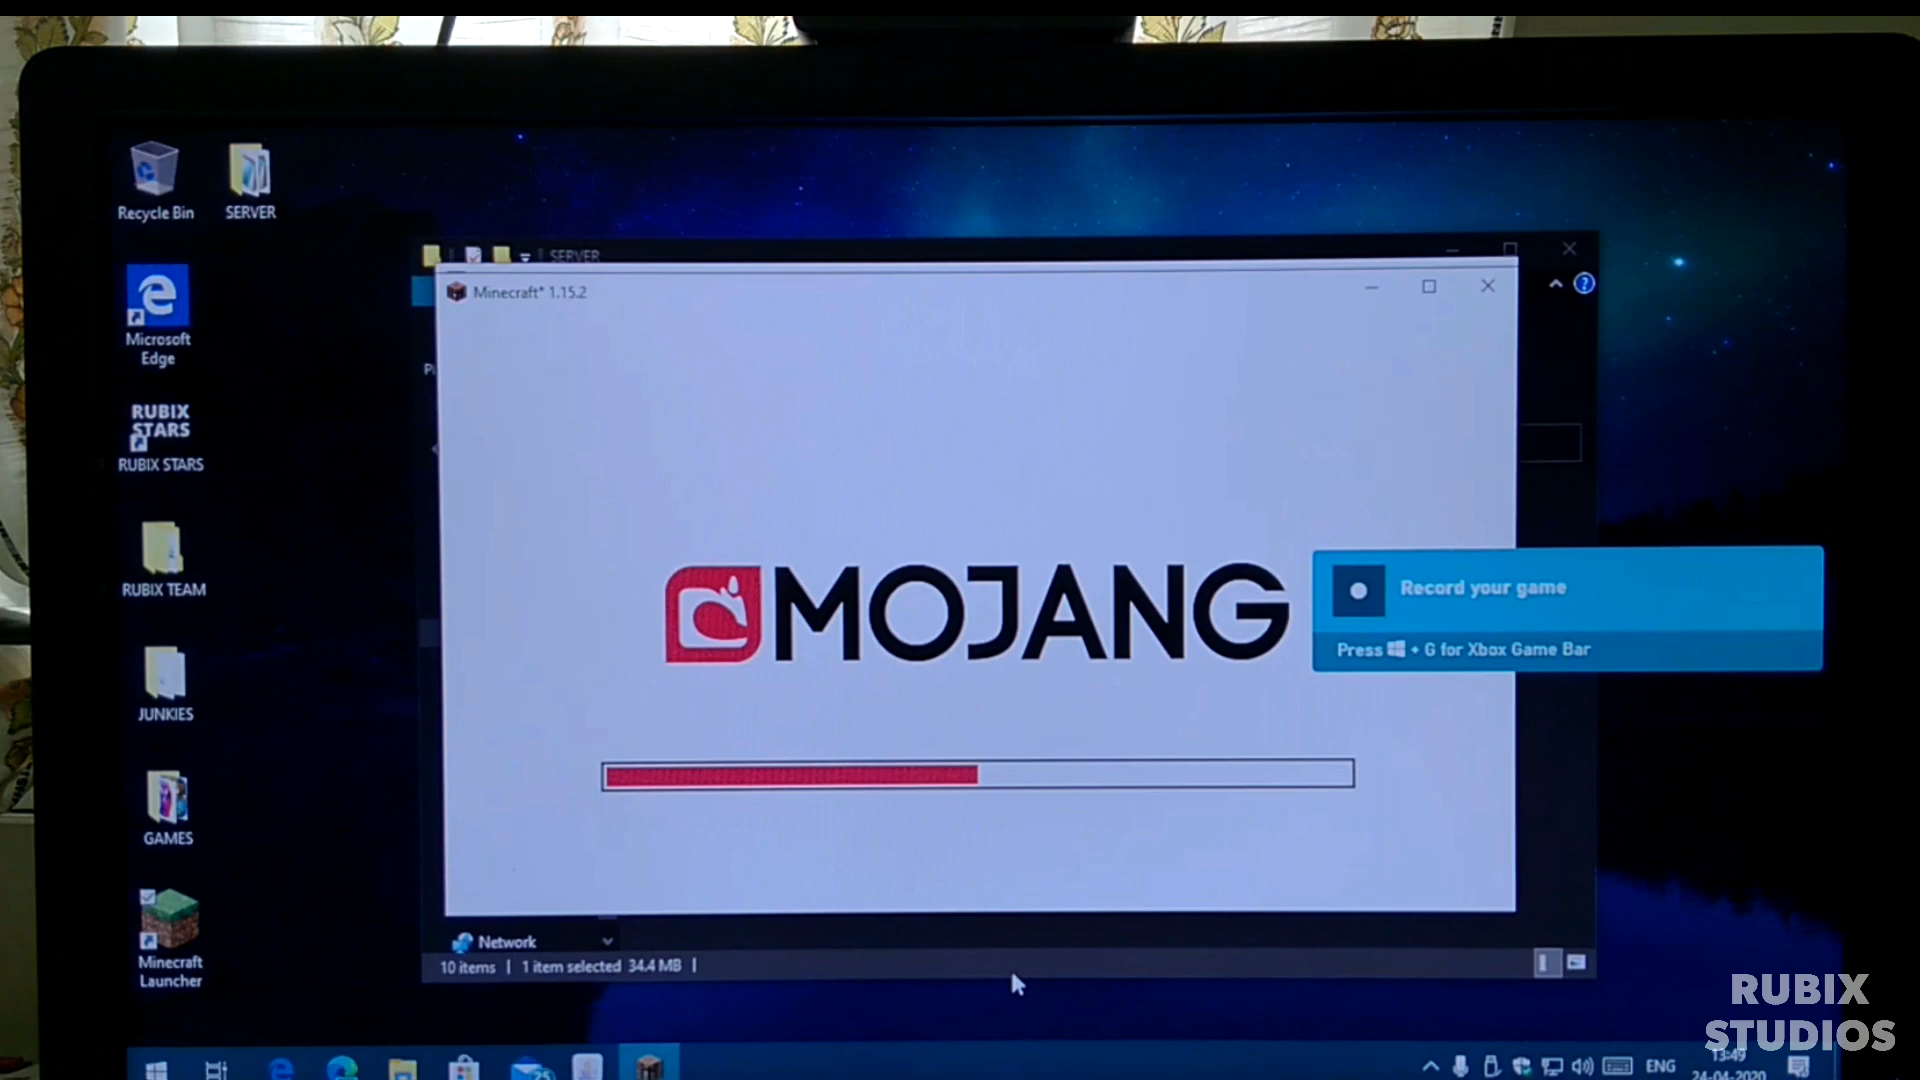 Recycle Bin
SERVER
Microsoft
Edge
RUBIX
STARS
RUBIX STARS
RUBIX TEAM
JUNKIES
GAMES
Minecraft
Launcher
SERVER
Minecraft* 1.15.2
MOJANG
Record your game
Press + G for Xbox Game Bar
Network
10 items | 1 item selected 34.4 MB |
25
ENG
13:49
24-04-2020
RUBIX
STUDIOS